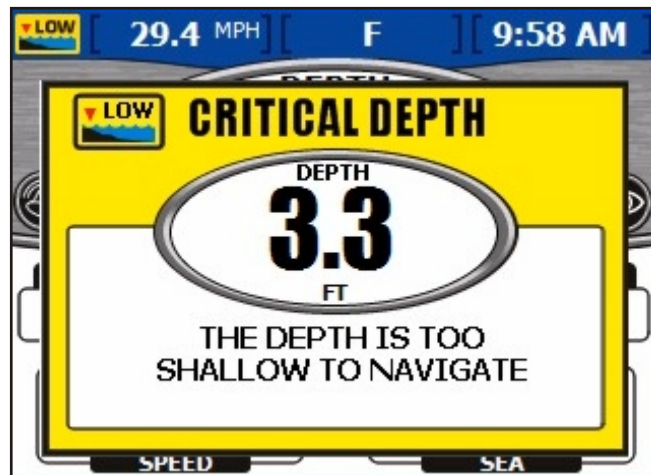 LOW 29.4 MPH F 9:58 AM
DEPTH
LOW CRITICAL DEPTH
DEPTH
3.3
FT
THE DEPTH IS TOO
SHALLOW TO NAVIGATE
SPEED SEA